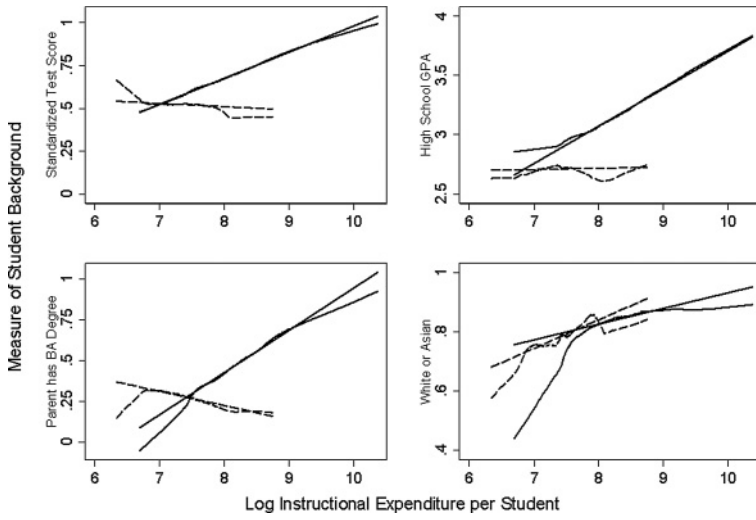 Measure of Student Background
Standardized Test Score
1
.75
.5
.25
0
6 7 8 9 10
High School GPA
4
3.5
3
2.5
6 7 8 9 10
Parent has BA Degree
1
.75
.5
.25
0
6 7 8 9 10
White or Asian
1
.8
.6
.4
6 7 8 9 10
Log Instructional Expenditure per Student